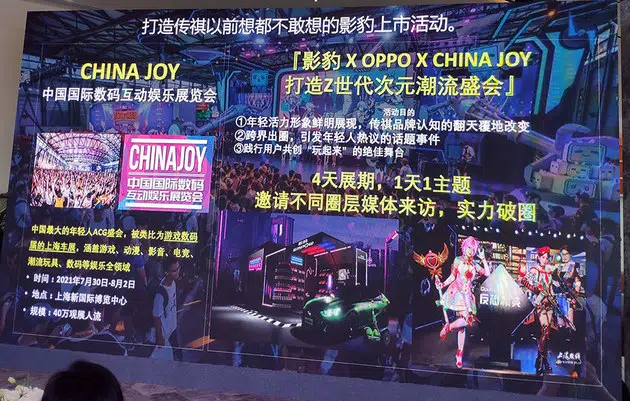 打造传祺以前想都不敢想的影豹上市活动。
CHINA JOY
中国国际数码互动娱乐展览会
CHINAJOY
中国国际数码
互动娱乐展览会
中国最大的年轻人ACG盛会，被类比为游戏数码
届的上海车展，涵盖游戏、动漫、影音、电竞、
潮流玩具、数码等娱乐全领域
• 时间：2021年7月30日-8月2日
• 地点：上海新国际博览中心
• 规模：40万现展人流
『影豹 X OPPO X CHINA JOY
打造Z世代次元潮流盛会』
活动目的
①年轻活力形象鲜明展现，传祺品牌认知的翻天覆地改变
②跨界出圈，引发年轻人热议的话题事件
③践行用户共创“玩起来”的绝佳舞台
4天展期，1天1主题
邀请不同圈层媒体来访，实力破圈